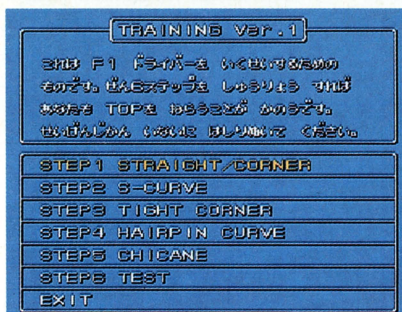 TRAINING Ver.1
これは F1 ドライバーを いくせいするための
ものです。ぜん6ステップを しゅうりょう すれば
あなたも TOPを ねらうことが かのうです。
せいげんじかん いないに はしりぬいて ください。
STEP1 STRAIGHT/CORNER
STEP2 S-CURVE
STEP3 TIGHT CORNER
STEP4 HAIRPIN CURVE
STEP5 CHICANE
STEP6 TEST
EXIT